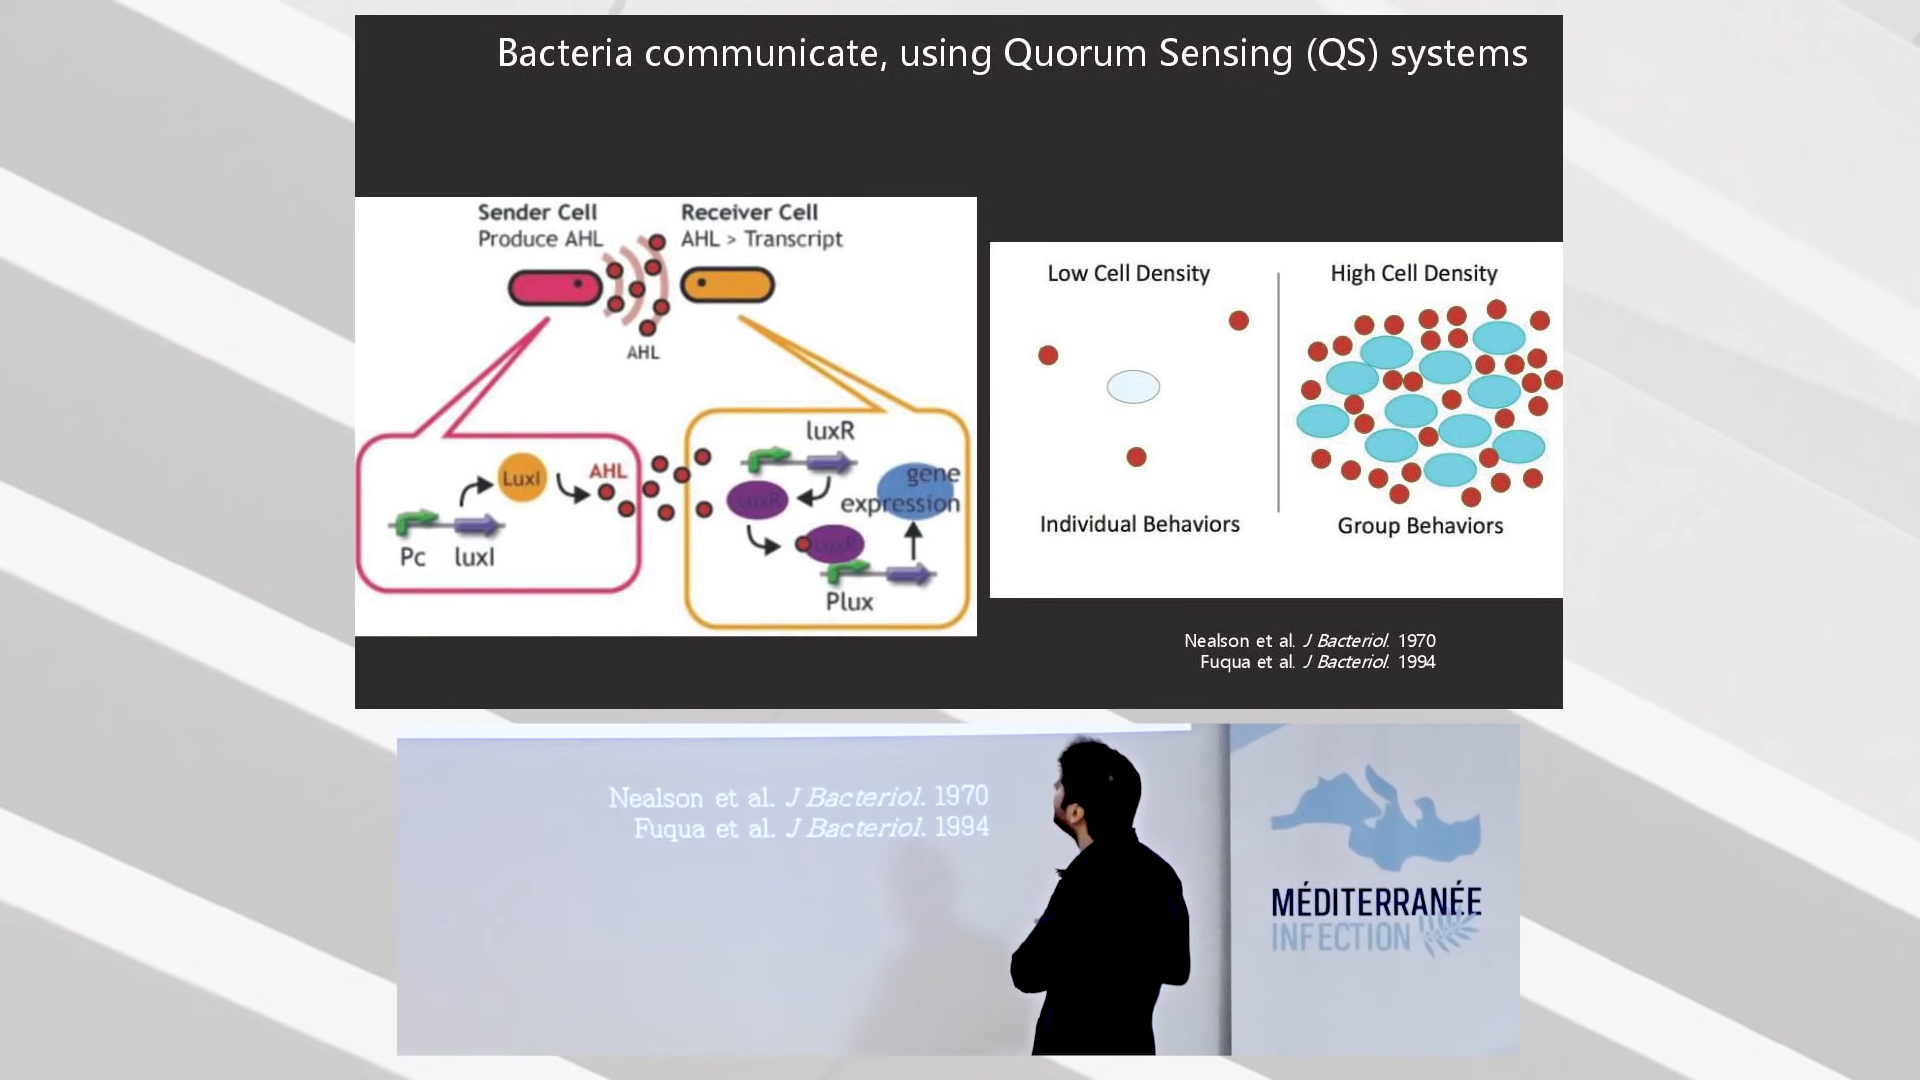 Bacteria communicate, using Quorum Sensing (QS) systems
Sender Cell
Produce AHL
Receiver Cell
AHL > Transcript
AHL
LuxI
AHL
Pc
luxI
luxR
LuxR
gene
expression
LuxR
Plux
Low Cell Density
High Cell Density
Individual Behaviors
Group Behaviors
Nealson et al. J Bacteriol. 1970
Fuqua et al. J Bacteriol. 1994
Nealson et al. J Bacteriol. 1970
Fuqua et al. J Bacteriol. 1994
MÉDITERRANÉE
INFECTION